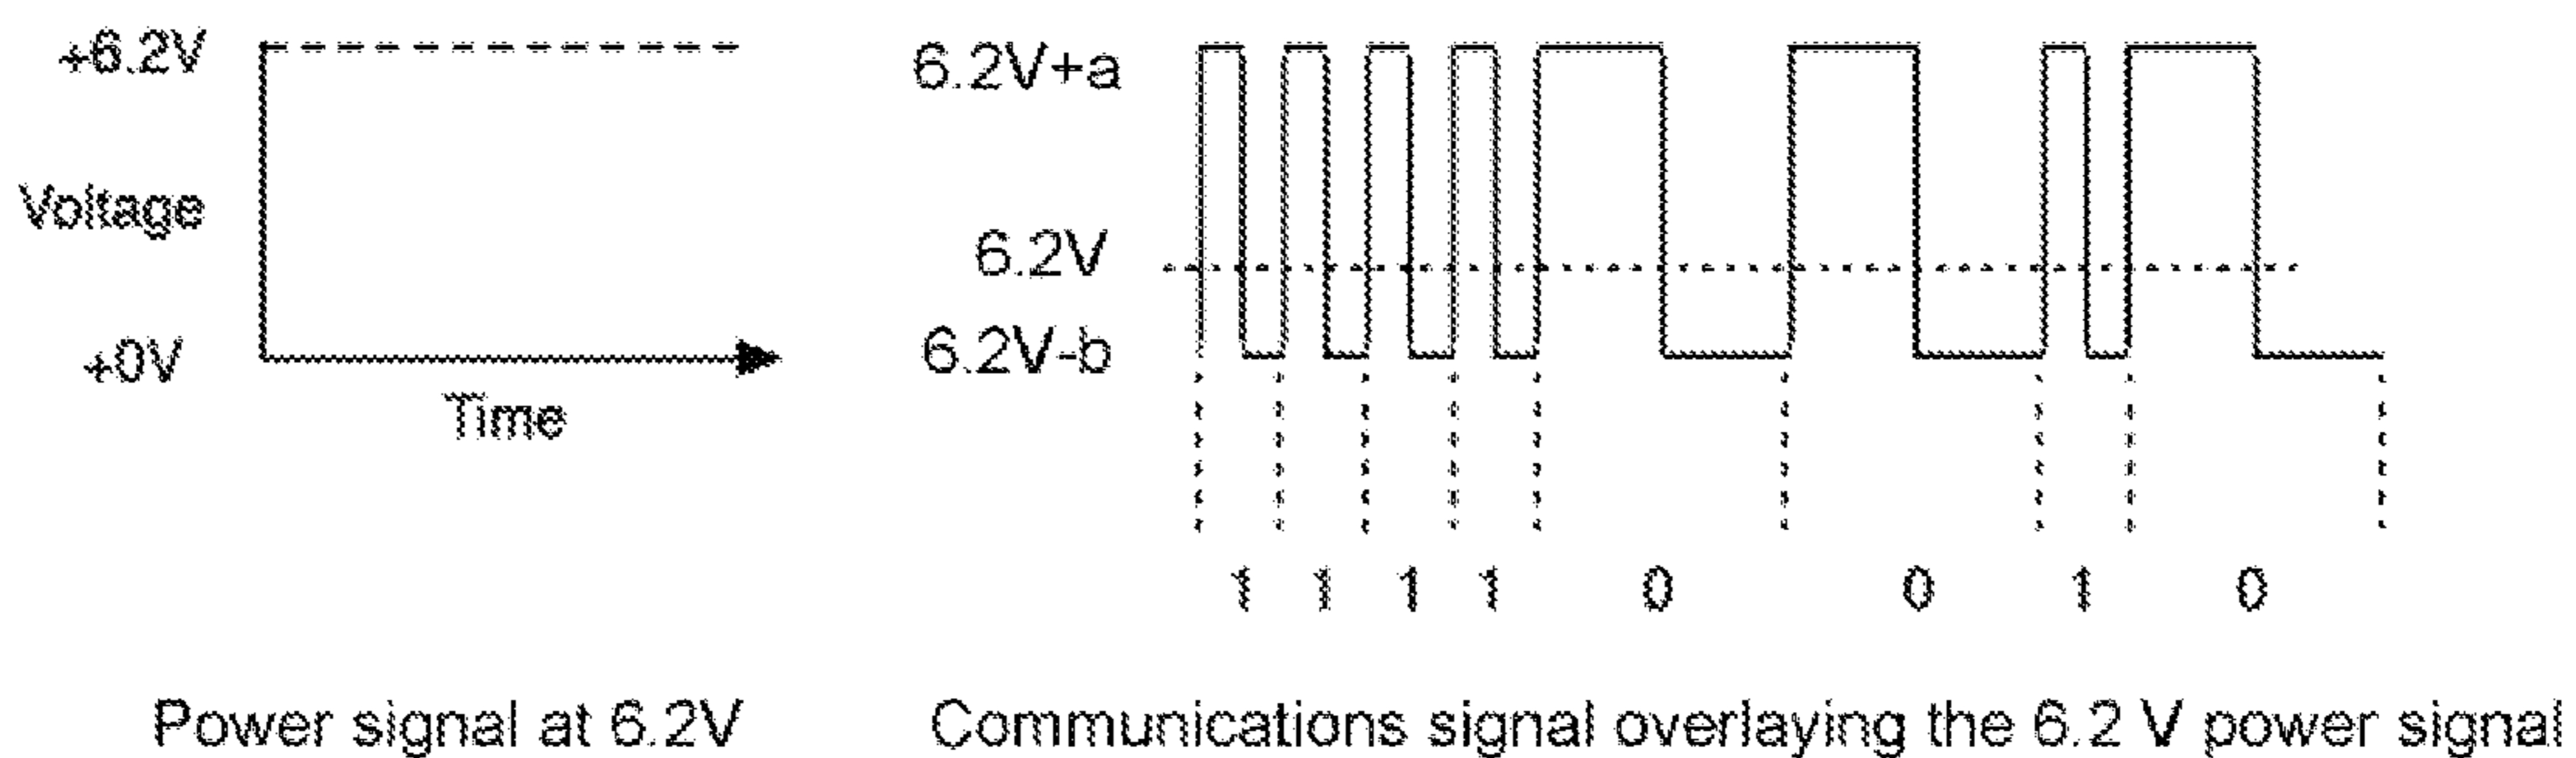 +6.2V
Voltage
+0V
Time
6.2V+a
6.2V
6.2V-b
1 1 1 1 0 0 1 0
Power signal at 6.2V
Communications signal overlaying the 6.2 V power signal